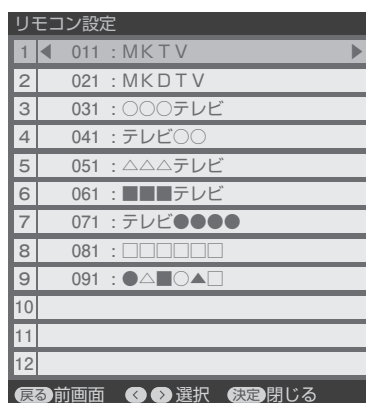 リモコン設定
1 ◀ 011 : MKTV ▶
2 021 : MKDTV
3 031 : ○○○テレビ
4 041 : テレビ○○
5 051 : △△△テレビ
6 061 : ■■■テレビ
7 071 : テレビ●●●●
8 081 : □□□□□□
9 091 : ●△■○▲□
10
11
12
戻る 前画面 < > 選択 決定 閉じる